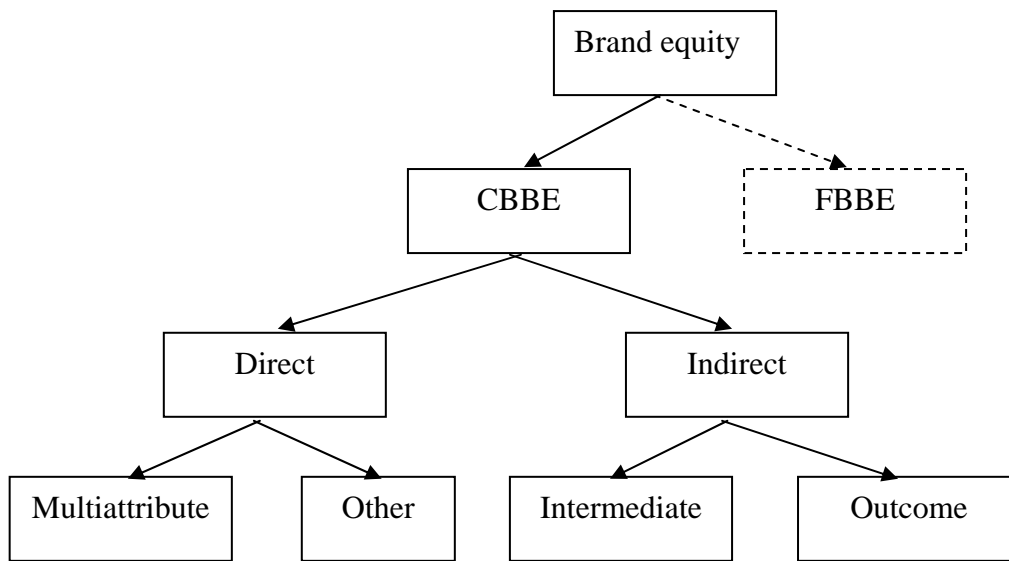 Brand equity
CBBE
FBBE
Direct
Indirect
Multiattribute
Other
Intermediate
Outcome